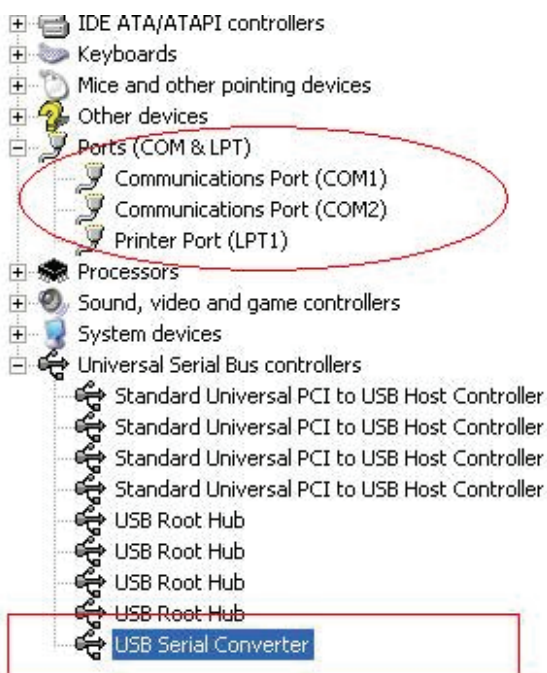 IDE ATA/ATAPI controllers
Keyboards
Mice and other pointing devices
Other devices
Ports (COM & LPT)
Communications Port (COM1)
Communications Port (COM2)
Printer Port (LPT1)
Processors
Sound, video and game controllers
System devices
Universal Serial Bus controllers
Standard Universal PCI to USB Host Controller
Standard Universal PCI to USB Host Controller
Standard Universal PCI to USB Host Controller
Standard Universal PCI to USB Host Controller
USB Root Hub
USB Root Hub
USB Root Hub
USB Root Hub
USB Serial Converter